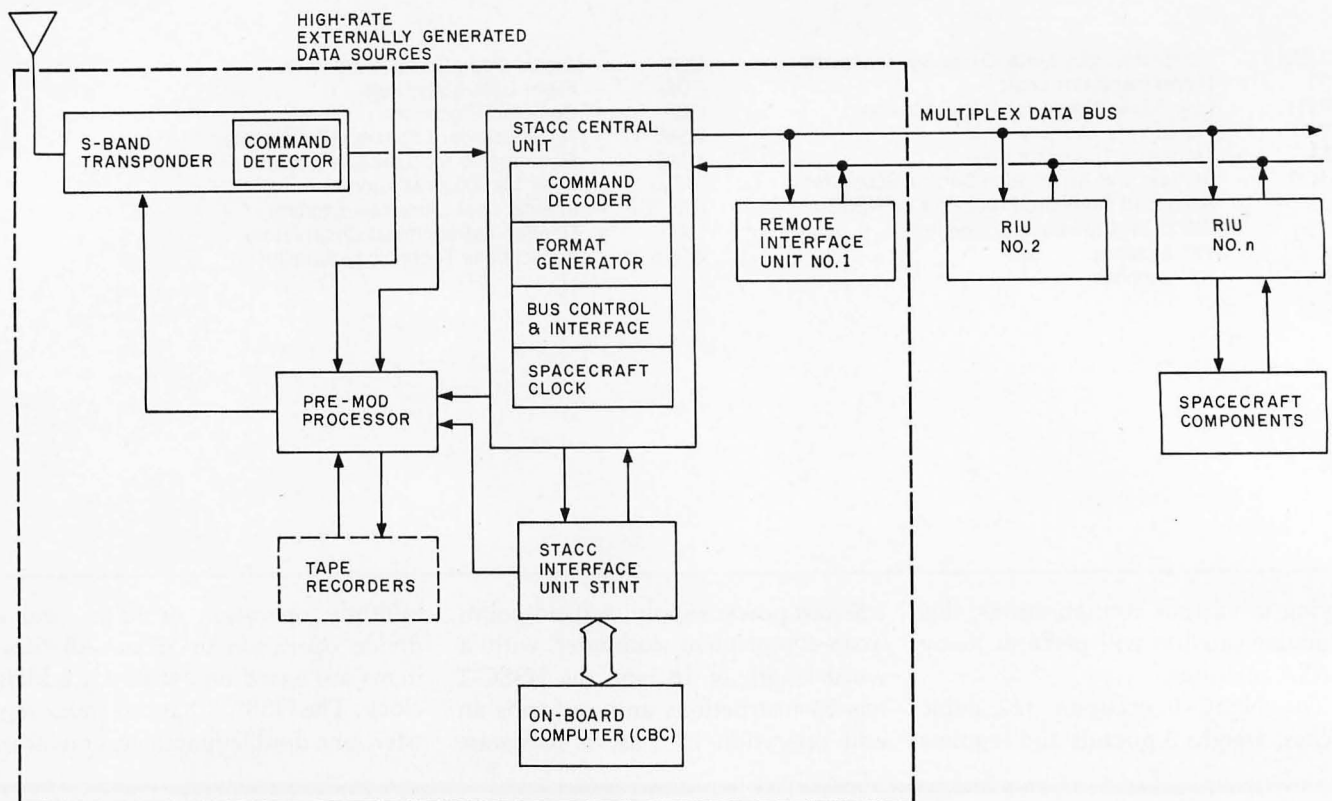 HIGH-RATE
EXTERNALLY GENERATED
DATA SOURCES
S-BAND
TRANSPONDER
COMMAND
DETECTOR
STACC CENTRAL
UNIT
COMMAND
DECODER
FORMAT
GENERATOR
BUS CONTROL
& INTERFACE
SPACECRAFT
CLOCK
MULTIPLEX DATA BUS
REMOTE
INTERFACE
UNIT NO.1
RIU
NO.2
RIU
NO.n
SPACECRAFT
COMPONENTS
PRE-MOD
PROCESSOR
TAPE
RECORDERS
STACC
INTERFACE
UNIT STINT
ON-BOARD
COMPUTER (CBC)